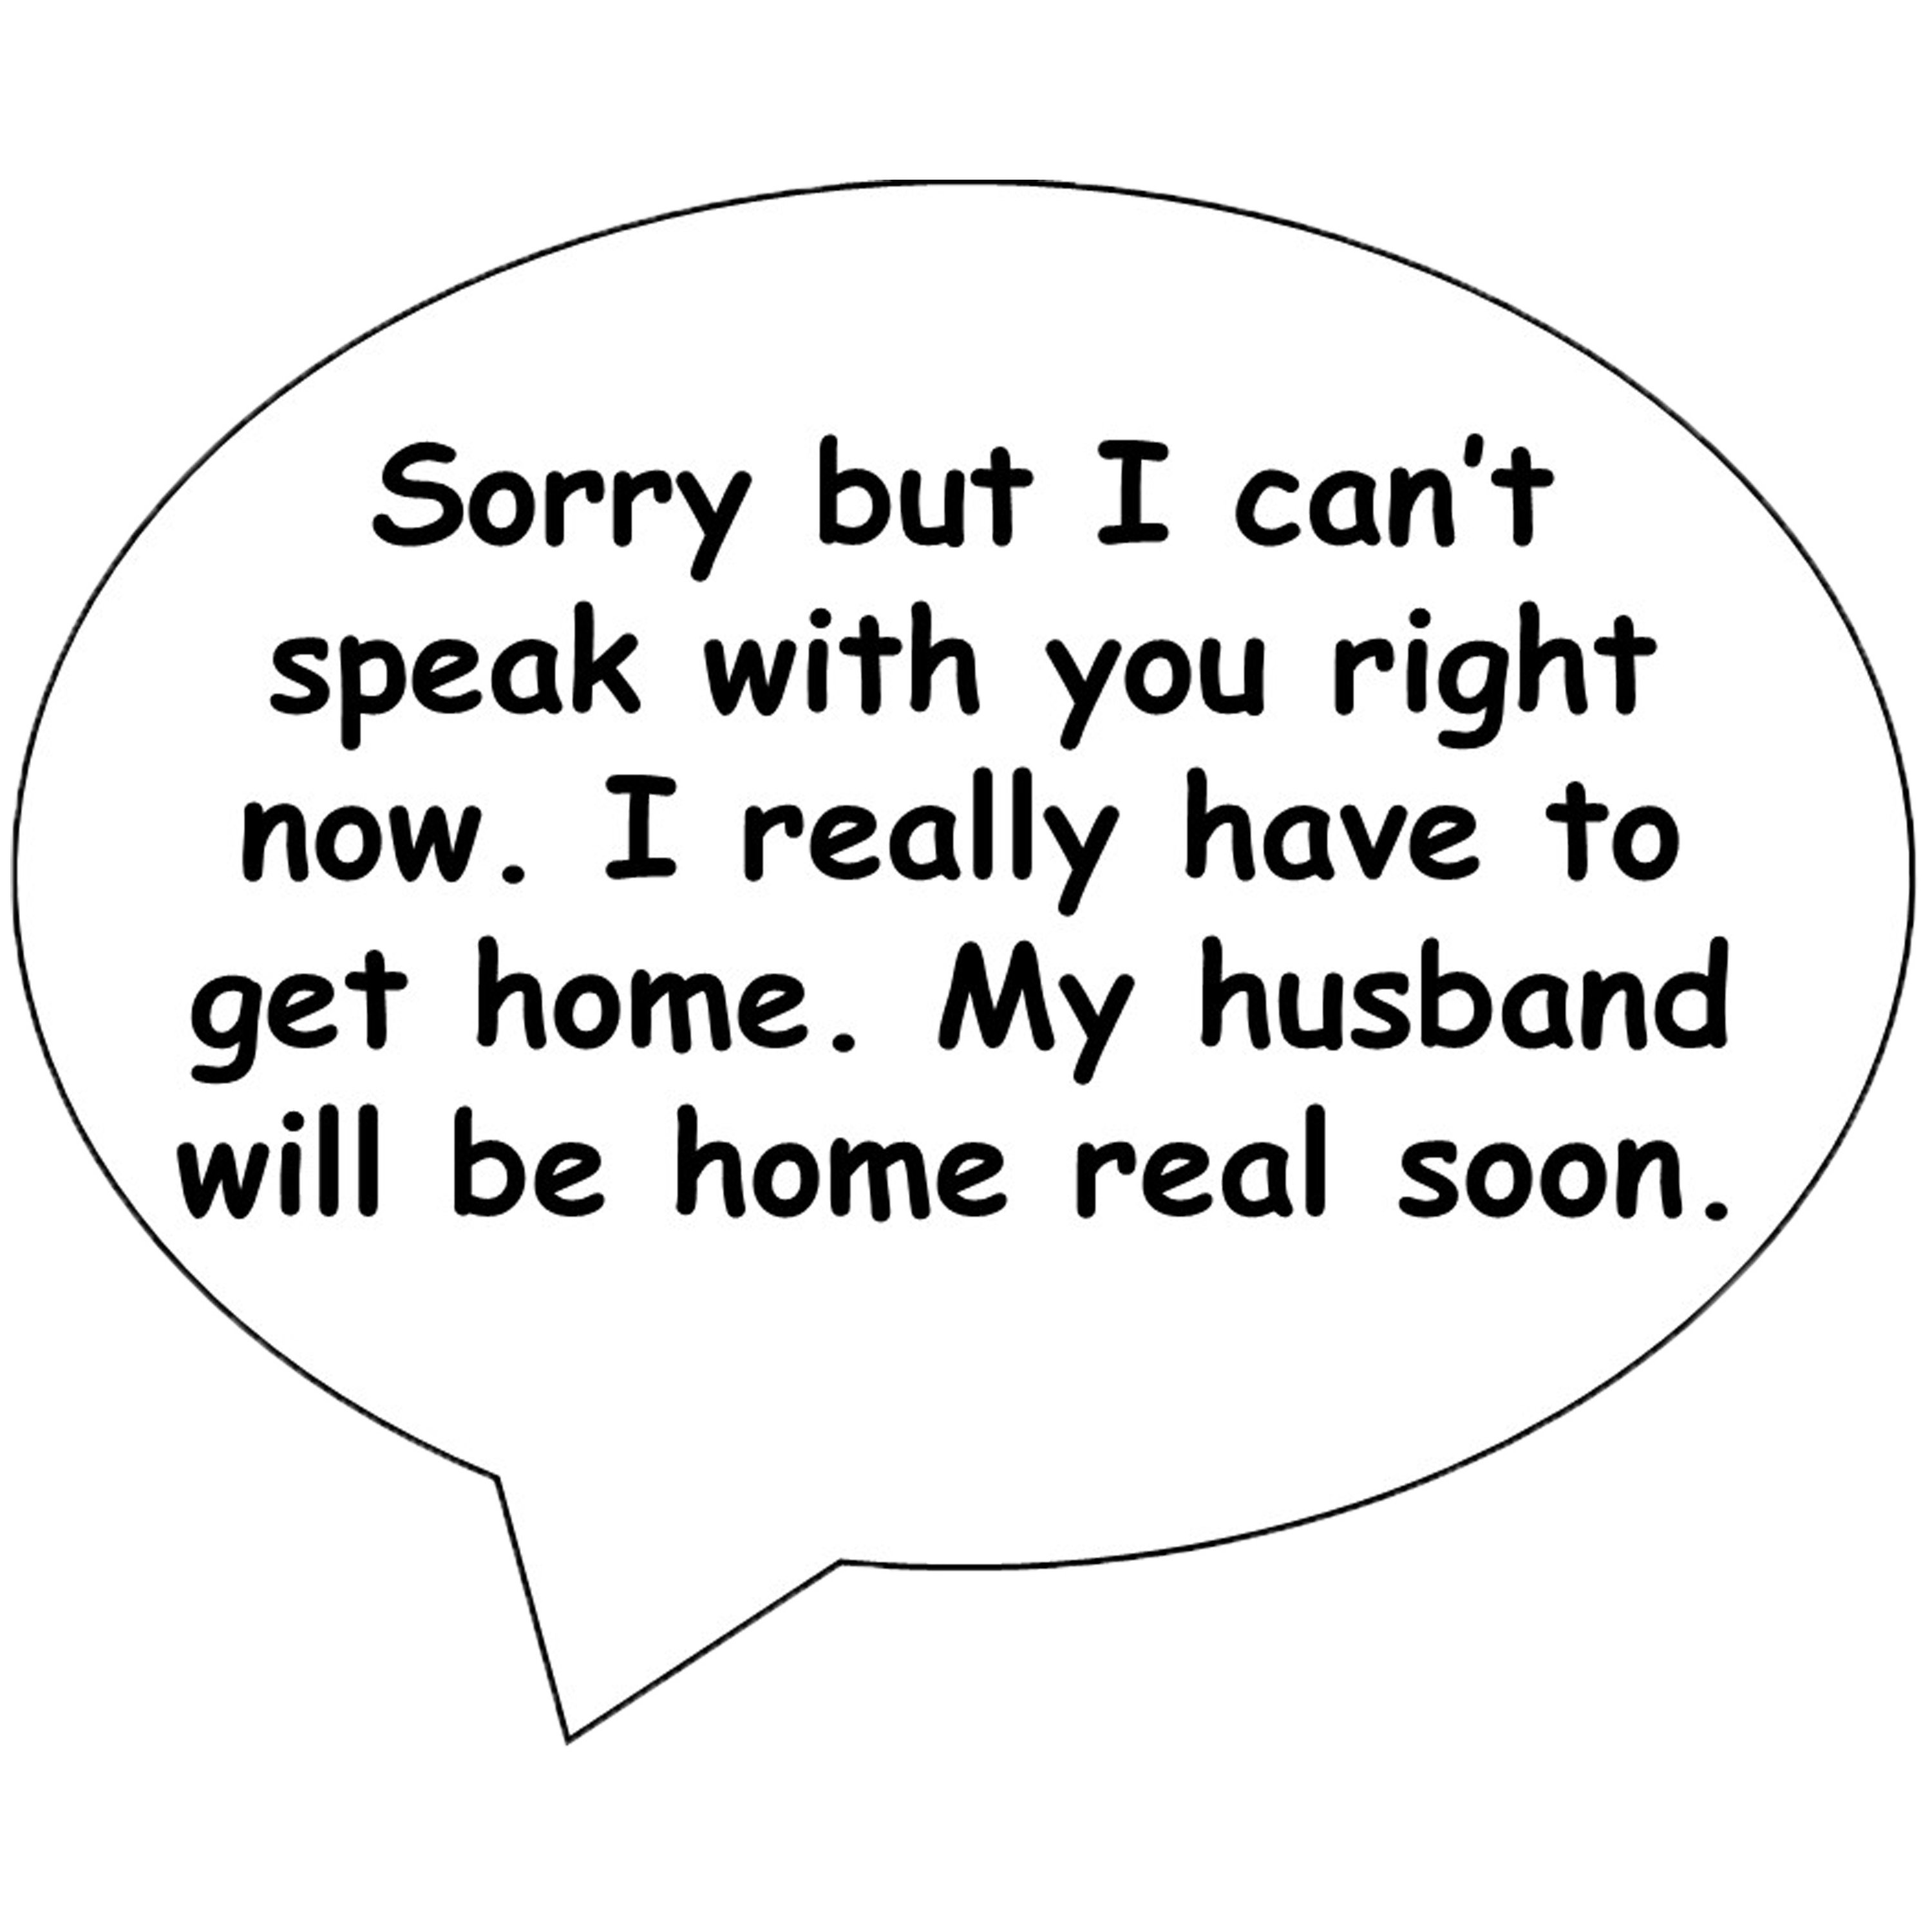 Sorry but I can't
speak with you right
now. I really have to
get home. My husband
will be home real soon.